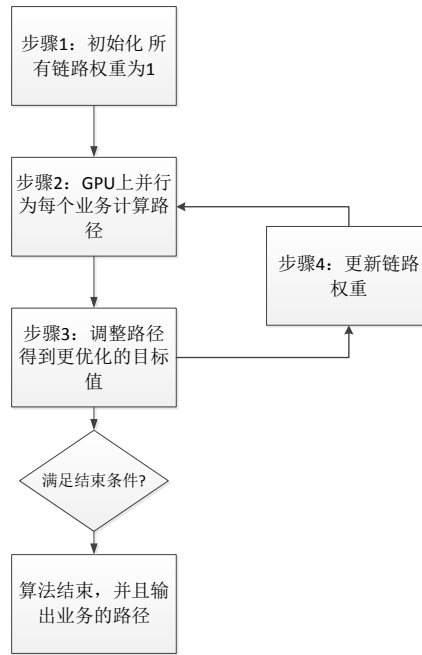 步骤1：初始化 所
有链路权重为1
步骤2：GPU上并行
为每个业务计算路
径
步骤4：更新链路
权重
步骤3：调整路径
得到更优化的目标
值
满足结束条件?
算法结束，并且输
出业务的路径